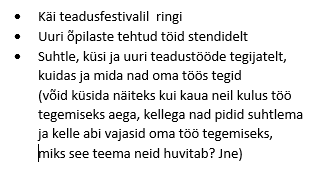 • Käi teadusfestivalil  ringi
• Uuri õpilaste tehtud töid stendidelt
• Suhtle, küsi ja uuri teadustööde tegijatelt,
kuidas ja mida nad oma töös tegid
(võid küsida näiteks kui kaua neil kulus töö
tegemiseks aega, kellega nad pidid suhtlema
ja kelle abi vajasid oma töö tegemiseks,
miks see teema neid huvitab? Jne)